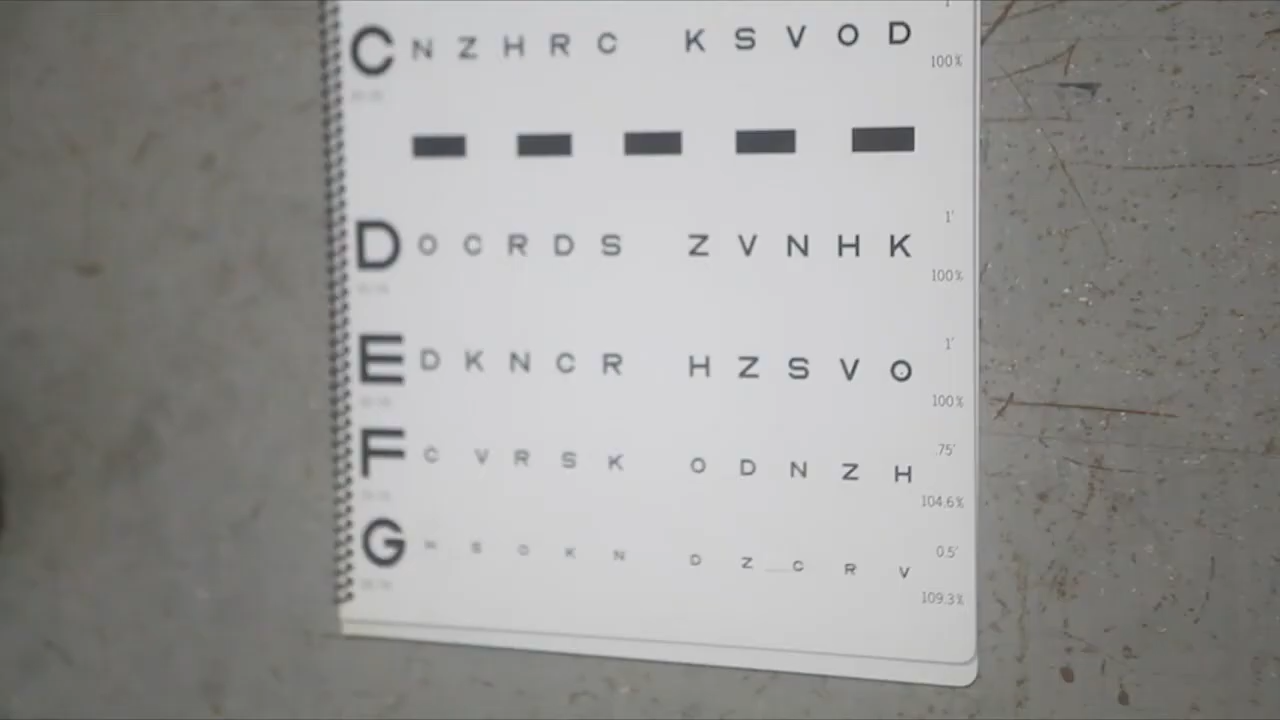 C N Z H R C K S V O D
100%
1'
D O C R D S Z V N H K
100%
1'
E D K N C R H Z S V O
100%
.75'
F C V R S K O D N Z H
104.6%
0.5'
G S O K N D Z C R V
109.3%